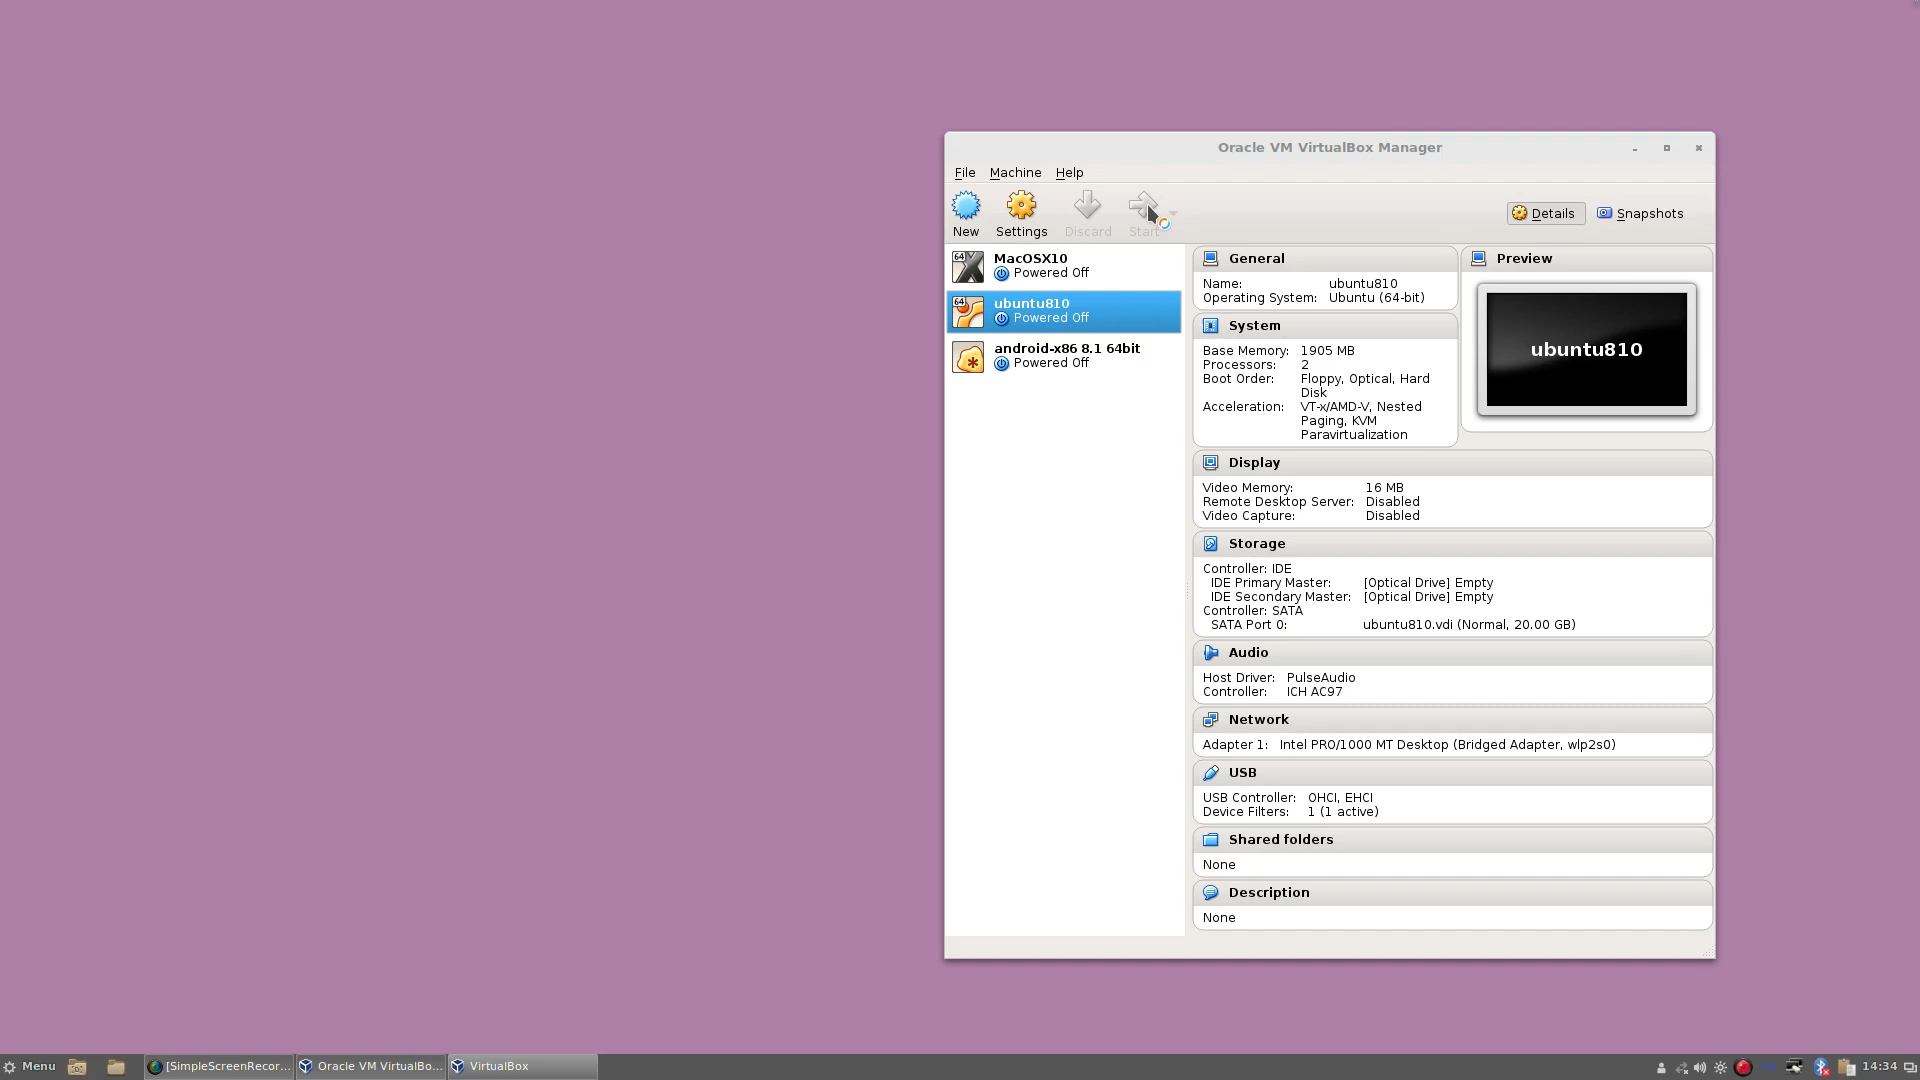 Oracle VM VirtualBox Manager
File Machine Help
New Settings Discard Start Details Snapshots
64 MacOSX10
Powered Off
64 ubuntu810
Powered Off
android-x86 8.1 64bit
Powered Off
General
Name: ubuntu810
Operating System: Ubuntu (64-bit)
Preview
ubuntu810
System
Base Memory: 1905 MB
Processors: 2
Boot Order: Floppy, Optical, Hard
Disk
Acceleration: VT-x/AMD-V, Nested
Paging, KVM
Paravirtualization
Display
Video Memory: 16 MB
Remote Desktop Server: Disabled
Video Capture: Disabled
Storage
Controller: IDE
IDE Primary Master: [Optical Drive] Empty
IDE Secondary Master: [Optical Drive] Empty
Controller: SATA
SATA Port 0: ubuntu810.vdi (Normal, 20.00 GB)
Audio
Host Driver: PulseAudio
Controller: ICH AC97
Network
Adapter 1: Intel PRO/1000 MT Desktop (Bridged Adapter, wlp2s0)
USB
USB Controller: OHCI, EHCI
Device Filters: 1 (1 active)
Shared folders
None
Description
None
Menu [SimpleScreenRecor... Oracle VM VirtualBo... VirtualBox 14:34